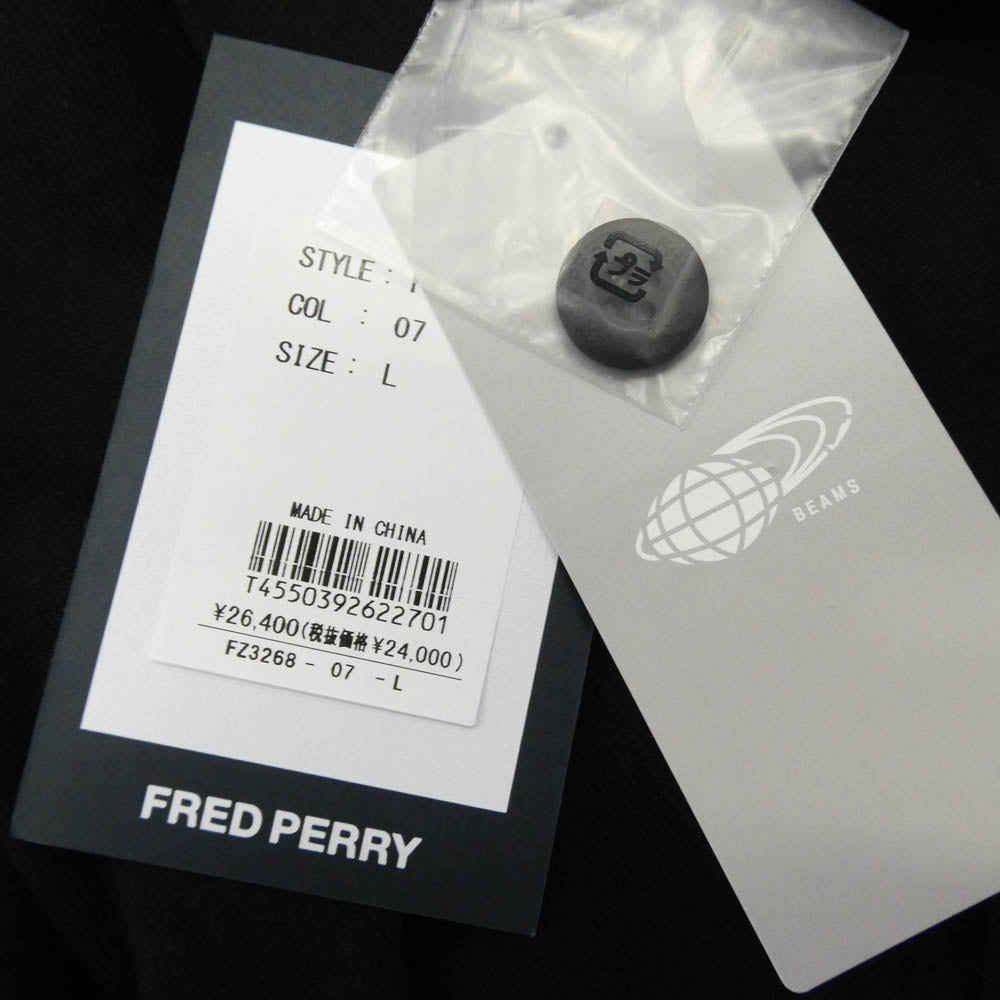 STYLE :
COL : 07
SIZE : L
MADE IN CHINA
T4550392622701
¥26,400(税抜価格 ¥24,000)
FZ3268 - 07 - L
FRED PERRY
プラ
BEAMS